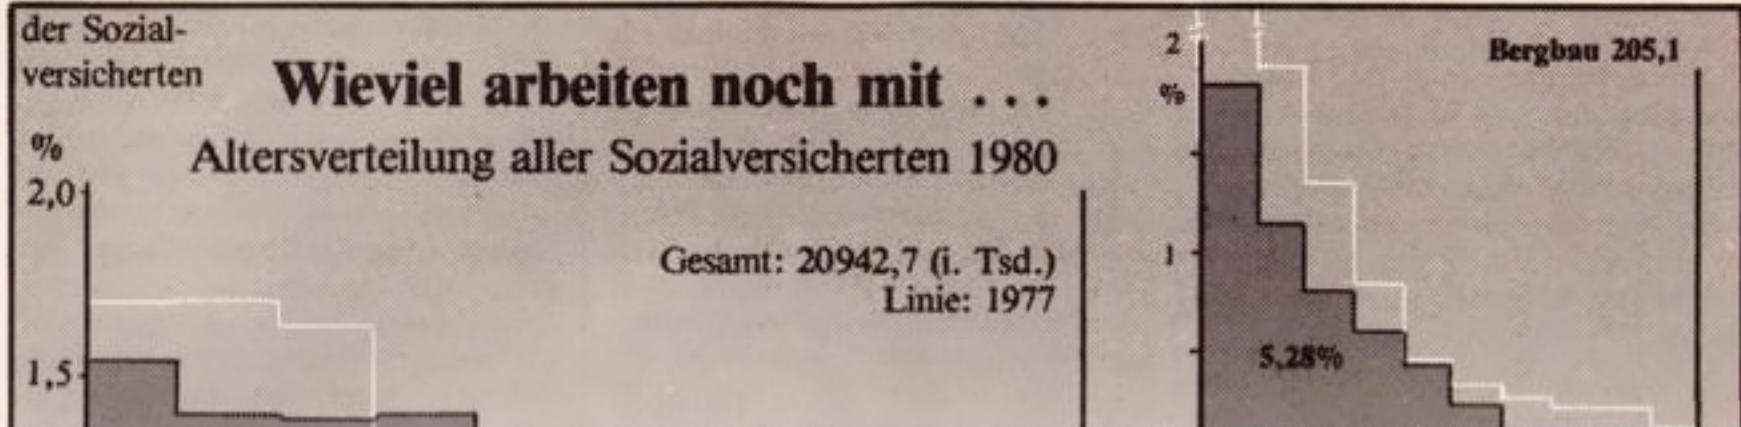 der Sozial-
versicherten
Wieviel arbeiten noch mit ...
Altersverteilung aller Sozialversicherten 1980
%
2,0
Gesamt: 20942,7 (i. Tsd.)
Linie: 1977
1,5
2
%
Bergbau 205,1
1
5,28%